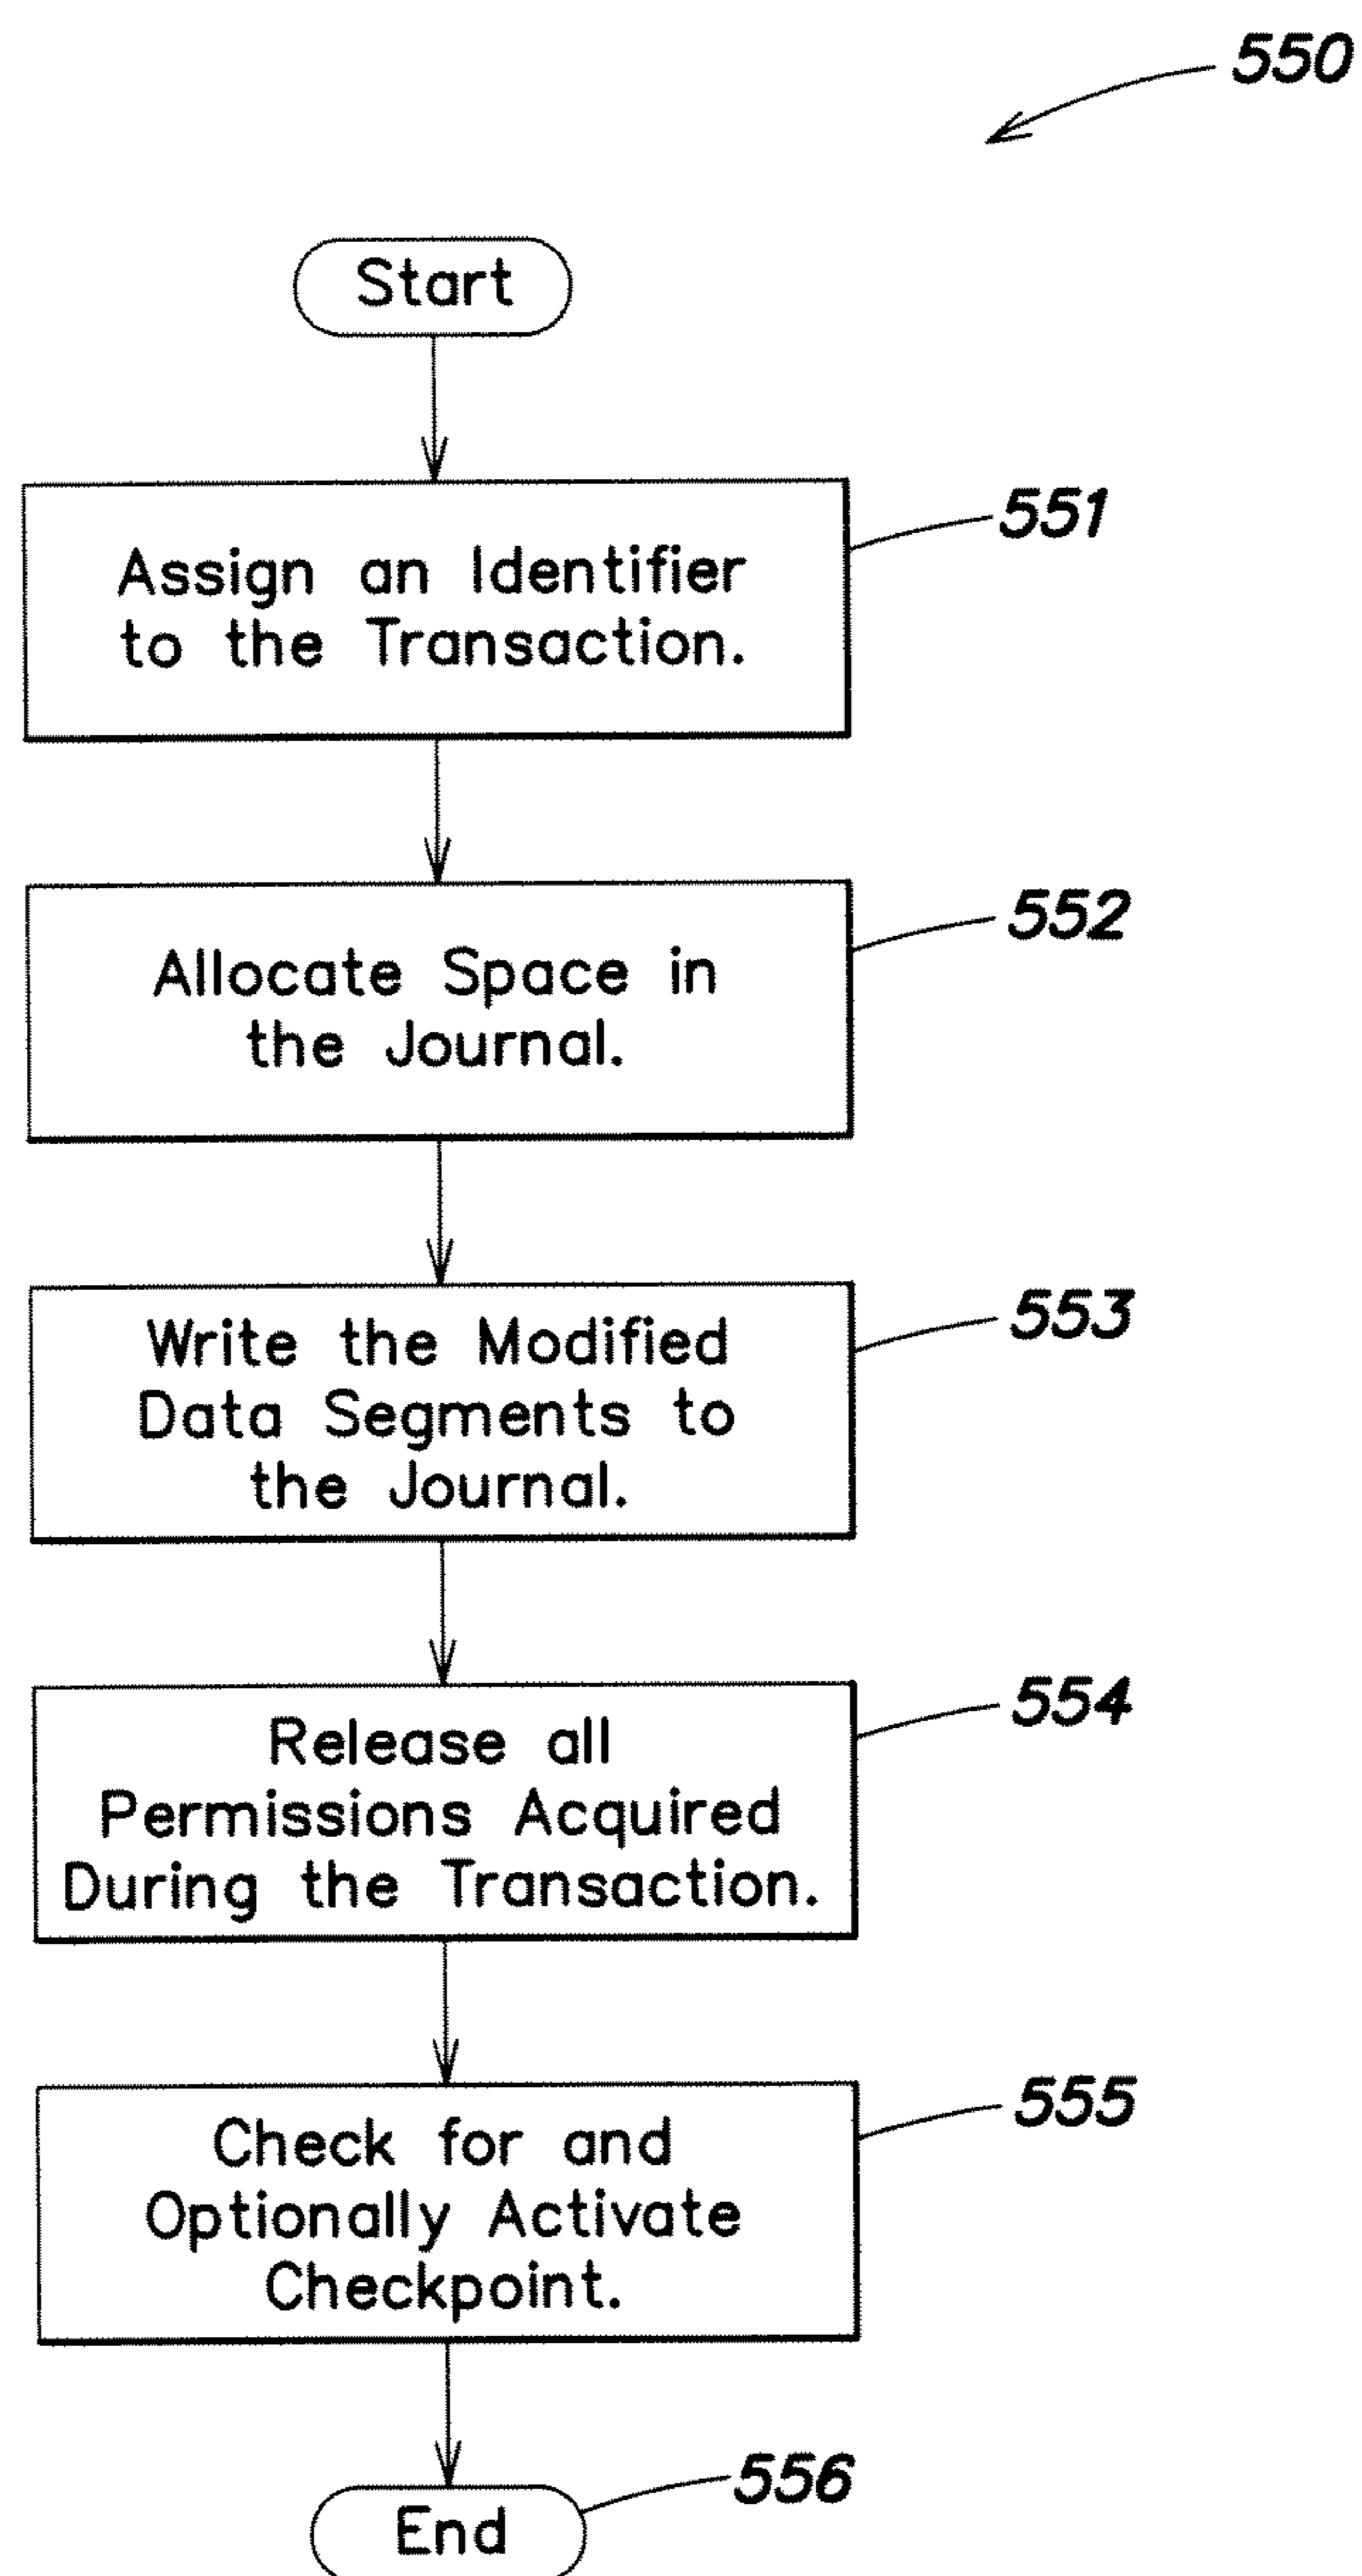 550
Start
551
Assign an Identifier
to the Transaction.
552
Allocate Space in
the Journal.
553
Write the Modified
Data Segments to
the Journal.
554
Release all
Permissions Acquired
During the Transaction.
555
Check for and
Optionally Activate
Checkpoint.
556
End